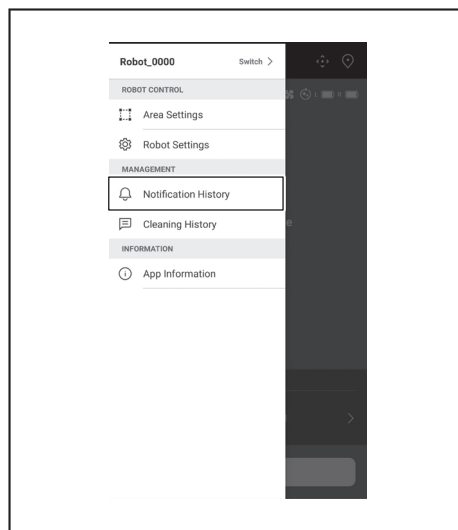 Robot_0000 Switch >
ROBOT CONTROL
Area Settings
Robot Settings
MANAGEMENT
Notification History
Cleaning History
INFORMATION
App Information